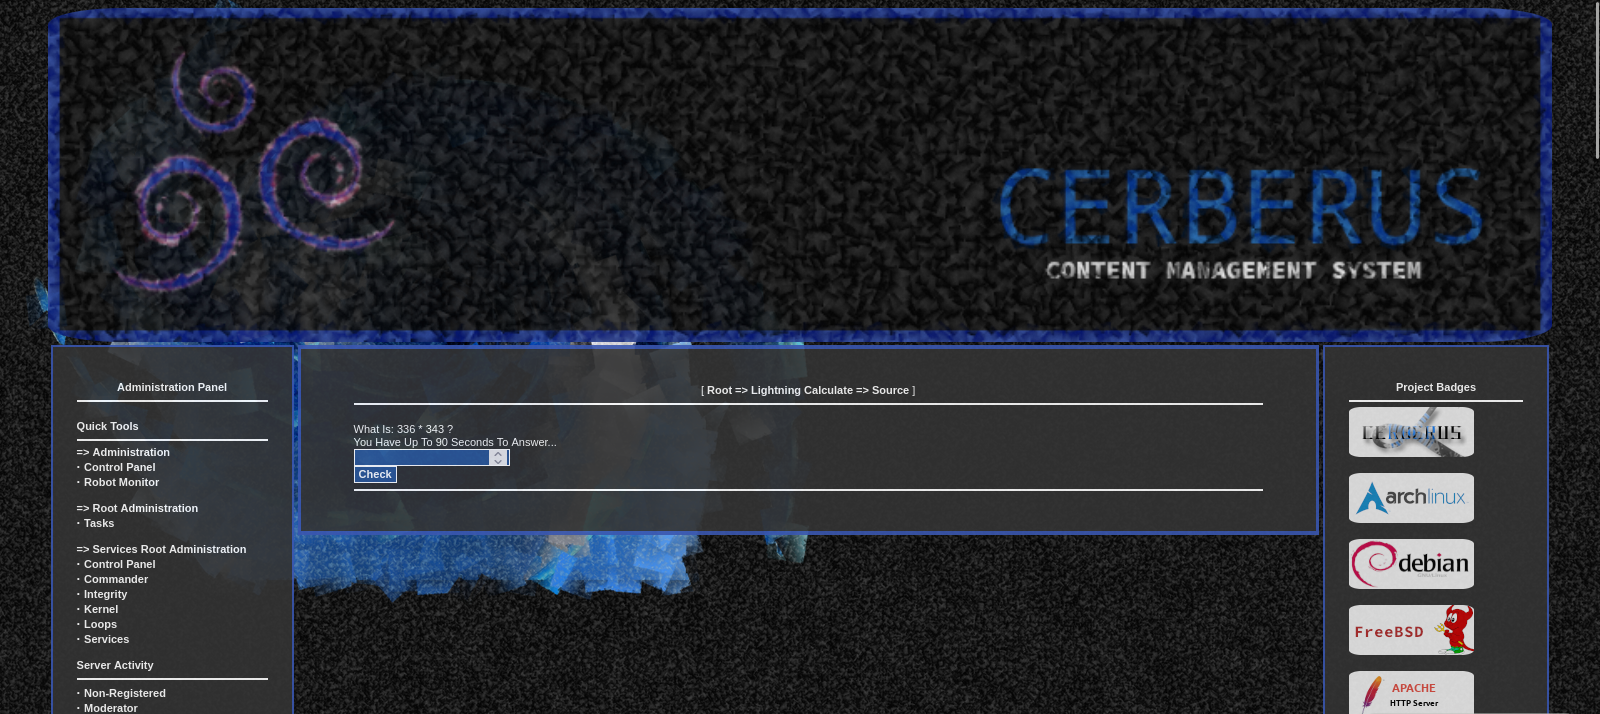 CERBERUS
CONTENT MANAGEMENT SYSTEM
Administration Panel
Quick Tools
=> Administration
· Control Panel
· Robot Monitor
=> Root Administration
· Tasks
=> Services Root Administration
· Control Panel
· Commander
· Integrity
· Kernel
· Loops
· Services
Server Activity
· Non-Registered
· Moderator
[ Root => Lightning Calculate => Source ]
What Is: 336 * 343 ?
You Have Up To 90 Seconds To Answer...
Check
Project Badges
CERBERUS
archlinux
debian
FreeBSD
APACHE
HTTP Server